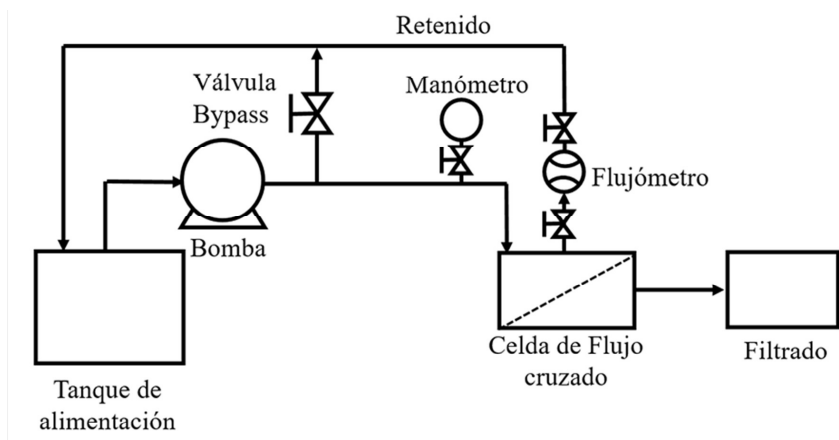 Retenido
Válvula
Bypass
Manómetro
Flujómetro
Bomba
Celda de Flujo
cruzado
Filtrado
Tanque de
alimentación